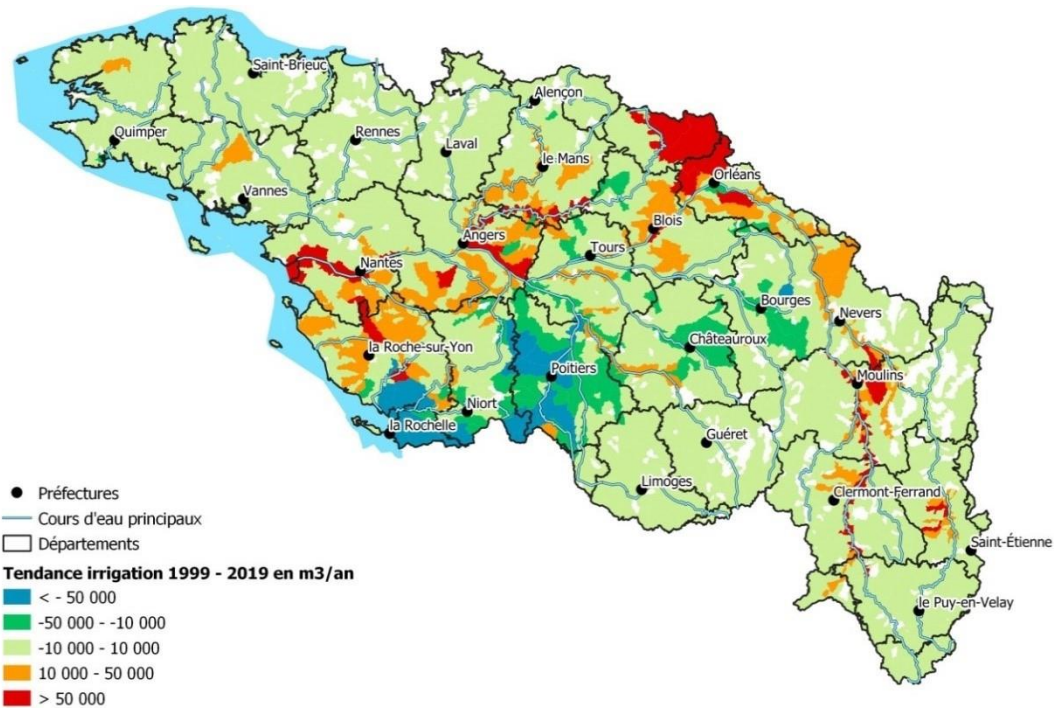 Saint-Brieuc
Alençon
Quimper
Rennes
Laval
le Mans
Orléans
Vannes
Blois
Angers
Tours
Nantes
Bourges
Nevers
Châteauroux
la Roche-sur-Yon
Poitiers
Moulins
Niort
la Rochelle
Guéret
Limoges
Clermont-Ferrand
Saint-Étienne
le Puy-en-Velay
Préfectures
Cours d'eau principaux
Départements
Tendance irrigation 1999 - 2019 en m3/an
< - 50 000
-50 000 - -10 000
-10 000 - 10 000
10 000 - 50 000
> 50 000